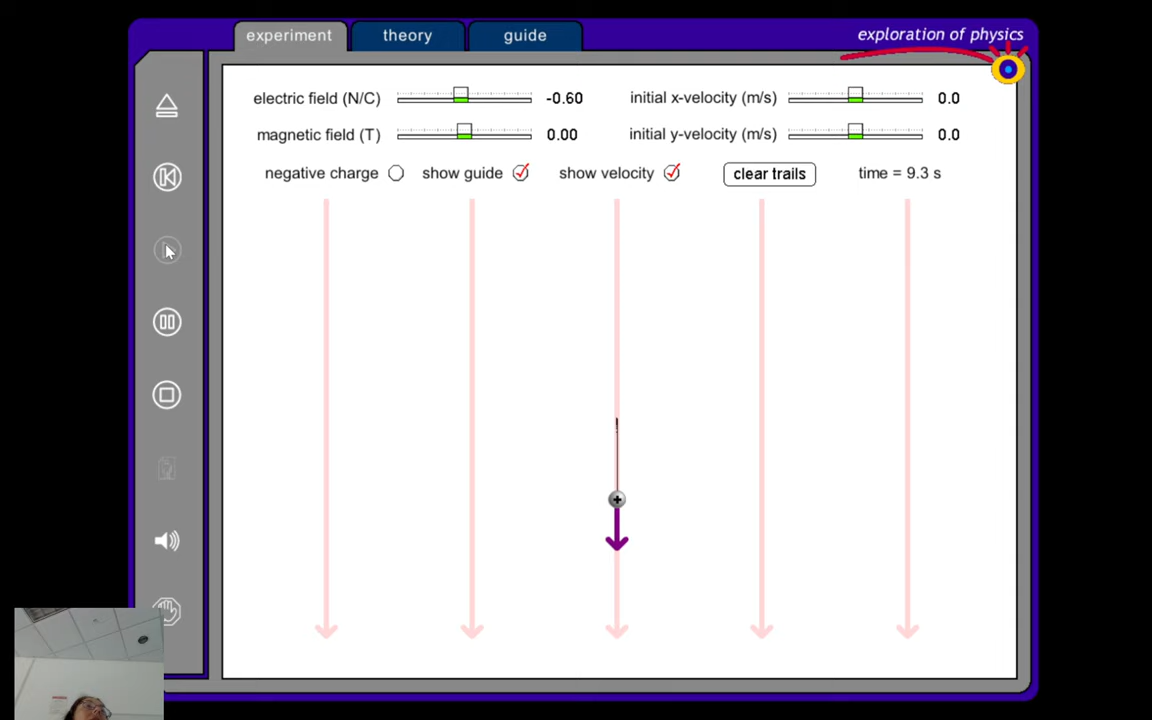 experiment theory guide exploration of physics
electric field (N/C) -0.60 initial x-velocity (m/s) 0.0
magnetic field (T) 0.00 initial y-velocity (m/s) 0.0
negative charge show guide show velocity clear trails time = 9.3 s
+